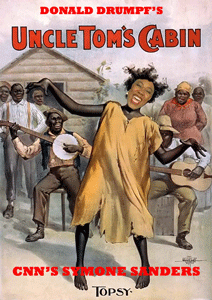 DONALD DRUMPF'S
UNCLE TOM'S CABIN
CNN'S SYMONE SANDERS
TOPSY.